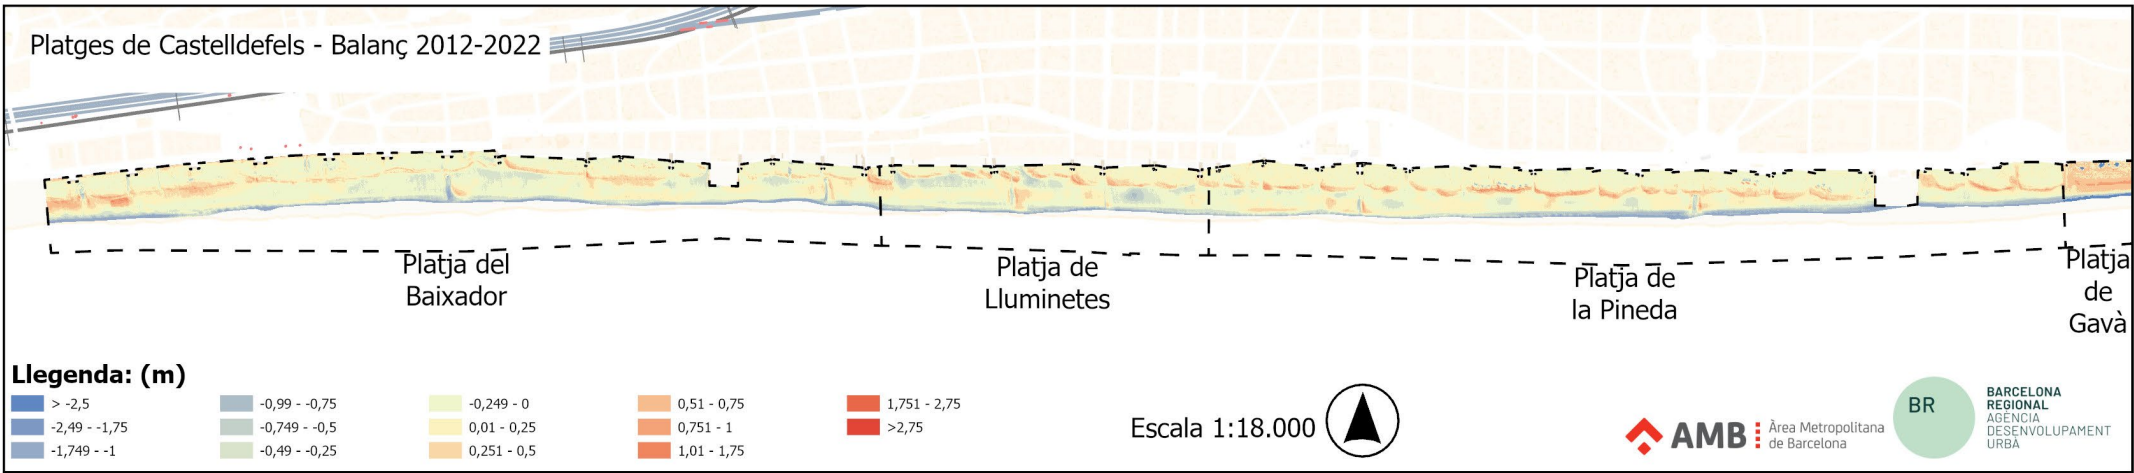 Platges de Castelldefels - Balanç 2012-2022
Platja del
Baixador
Platja de
Lluminetes
Platja de
la Pineda
Platja
de
Gavà
Llegenda: (m)
> -2,5
-2,49 - -1,75
-1,749 - -1
-0,99 - -0,75
-0,749 - -0,5
-0,49 - -0,25
-0,249 - 0
0,01 - 0,25
0,251 - 0,5
0,51 - 0,75
0,751 - 1
1,01 - 1,75
1,751 - 2,75
>2,75
Escala 1:18.000
AMB
Àrea Metropolitana
de Barcelona
BR
BARCELONA
REGIONAL
AGÈNCIA
DESENVOLUPAMENT
URBÀ